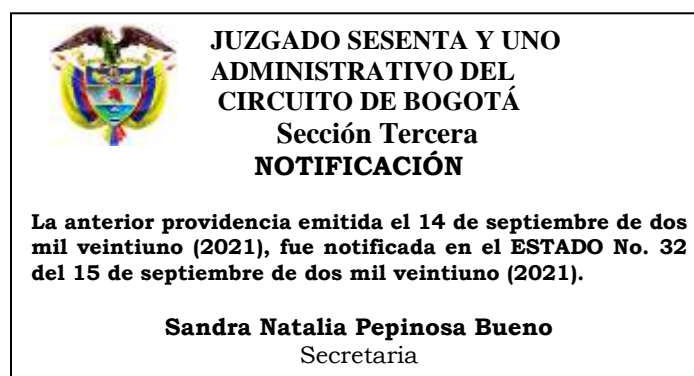 JUZGADO SESENTA Y UNO
ADMINISTRATIVO DEL
CIRCUITO DE BOGOTÁ
Sección Tercera
NOTIFICACIÓN
La anterior providencia emitida el 14 de septiembre de dos
mil veintiuno (2021), fue notificada en el ESTADO No. 32
del 15 de septiembre de dos mil veintiuno (2021).
Sandra Natalia Pepinosa Bueno
Secretaria